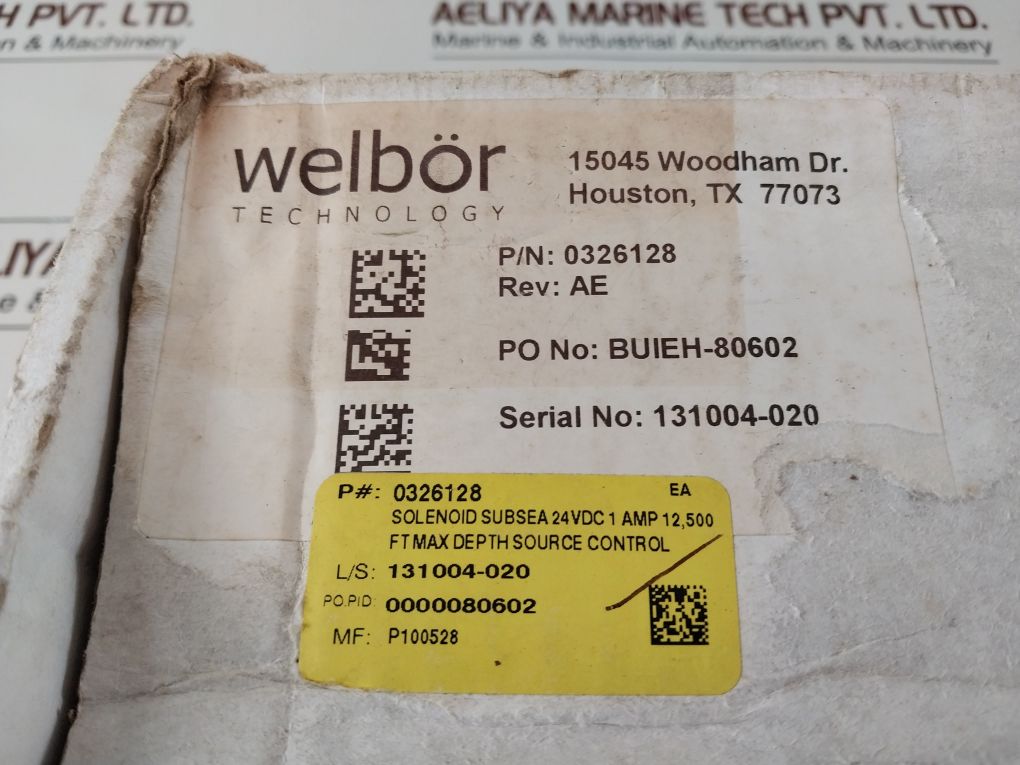 AELIYA MARINE TECH PVT. LTD.
Marine & Industrial Automation & Machinery
H PVT. LTD.
on & Machinery
welbör
TECHNOLOGY
15045 Woodham Dr.
Houston, TX 77073
P/N: 0326128
Rev: AE
PO No: BUIEH-80602
Serial No: 131004-020
P#: 0326128 EA
SOLENOID SUBSEA 24VDC 1 AMP 12,500
FT MAX DEPTH SOURCE CONTROL
L/S: 131004-020
PO.PID: 0000080602
MF: P100528